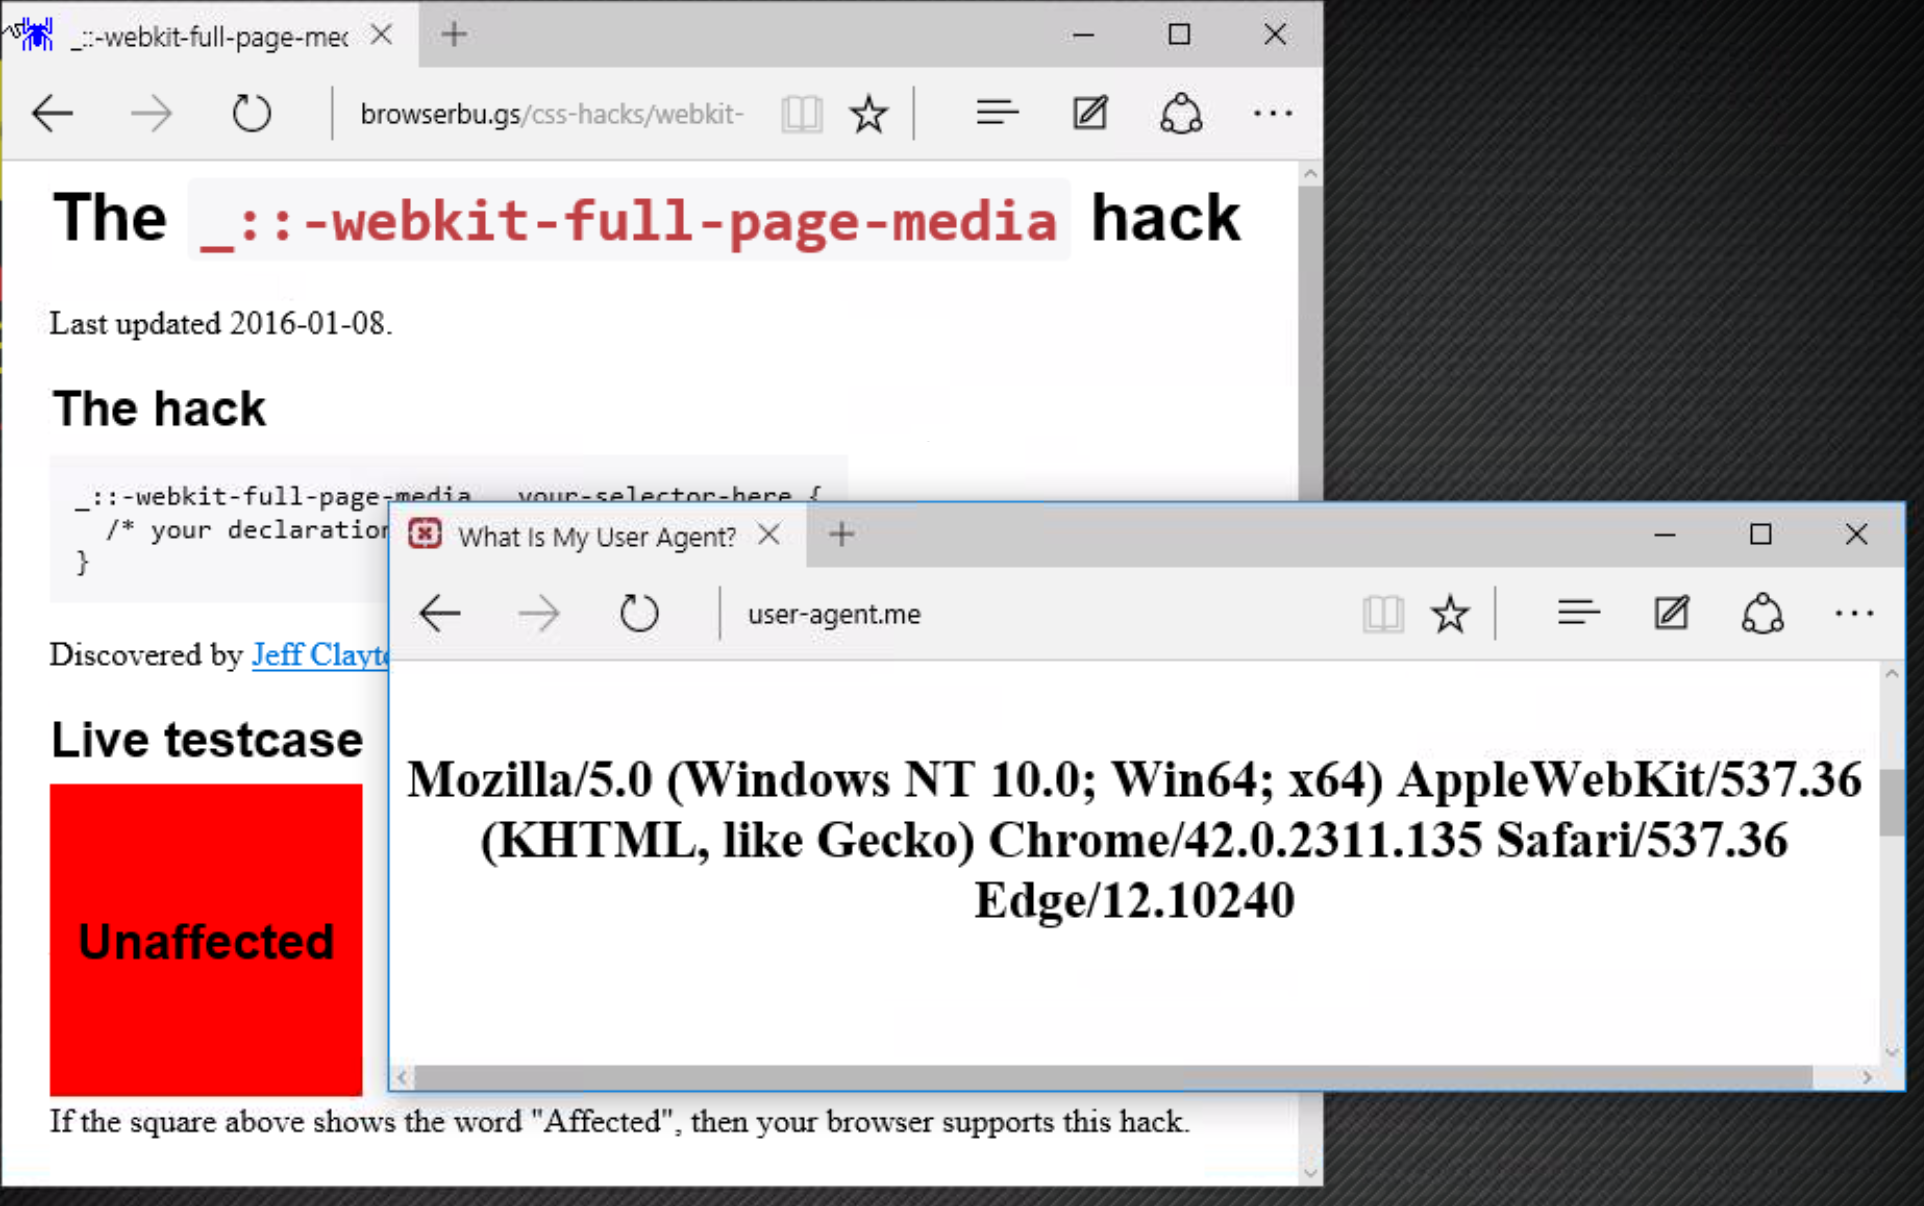 _::-webkit-full-page-mec
browserbu.gs/css-hacks/webkit-
The _::-webkit-full-page-media hack
Last updated 2016-01-08.
The hack
_::-webkit-full-page-media, .your-selector-here {
/* your declaration
}
Discovered by Jeff Clayto
Live testcase
Unaffected
If the square above shows the word "Affected", then your browser supports this hack.
What Is My User Agent?
user-agent.me
Mozilla/5.0 (Windows NT 10.0; Win64; x64) AppleWebKit/537.36
(KHTML, like Gecko) Chrome/42.0.2311.135 Safari/537.36
Edge/12.10240